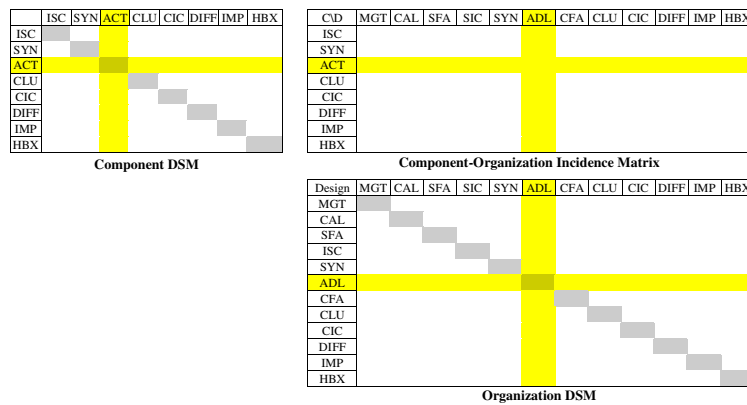 ISC SYN ACT CLU CIC DIFF IMP HBX
ISC
SYN
ACT
CLU
CIC
DIFF
IMP
HBX
Component DSM
C\D MGT CAL SFA SIC SYN ADL CFA CLU CIC DIFF IMP HBX
ISC
SYN
ACT
CLU
CIC
DIFF
IMP
HBX
Component-Organization Incidence Matrix
Design MGT CAL SFA SIC SYN ADL CFA CLU CIC DIFF IMP HBX
MGT
CAL
SFA
ISC
SYN
ADL
CFA
CLU
CIC
DIFF
IMP
HBX
Organization DSM